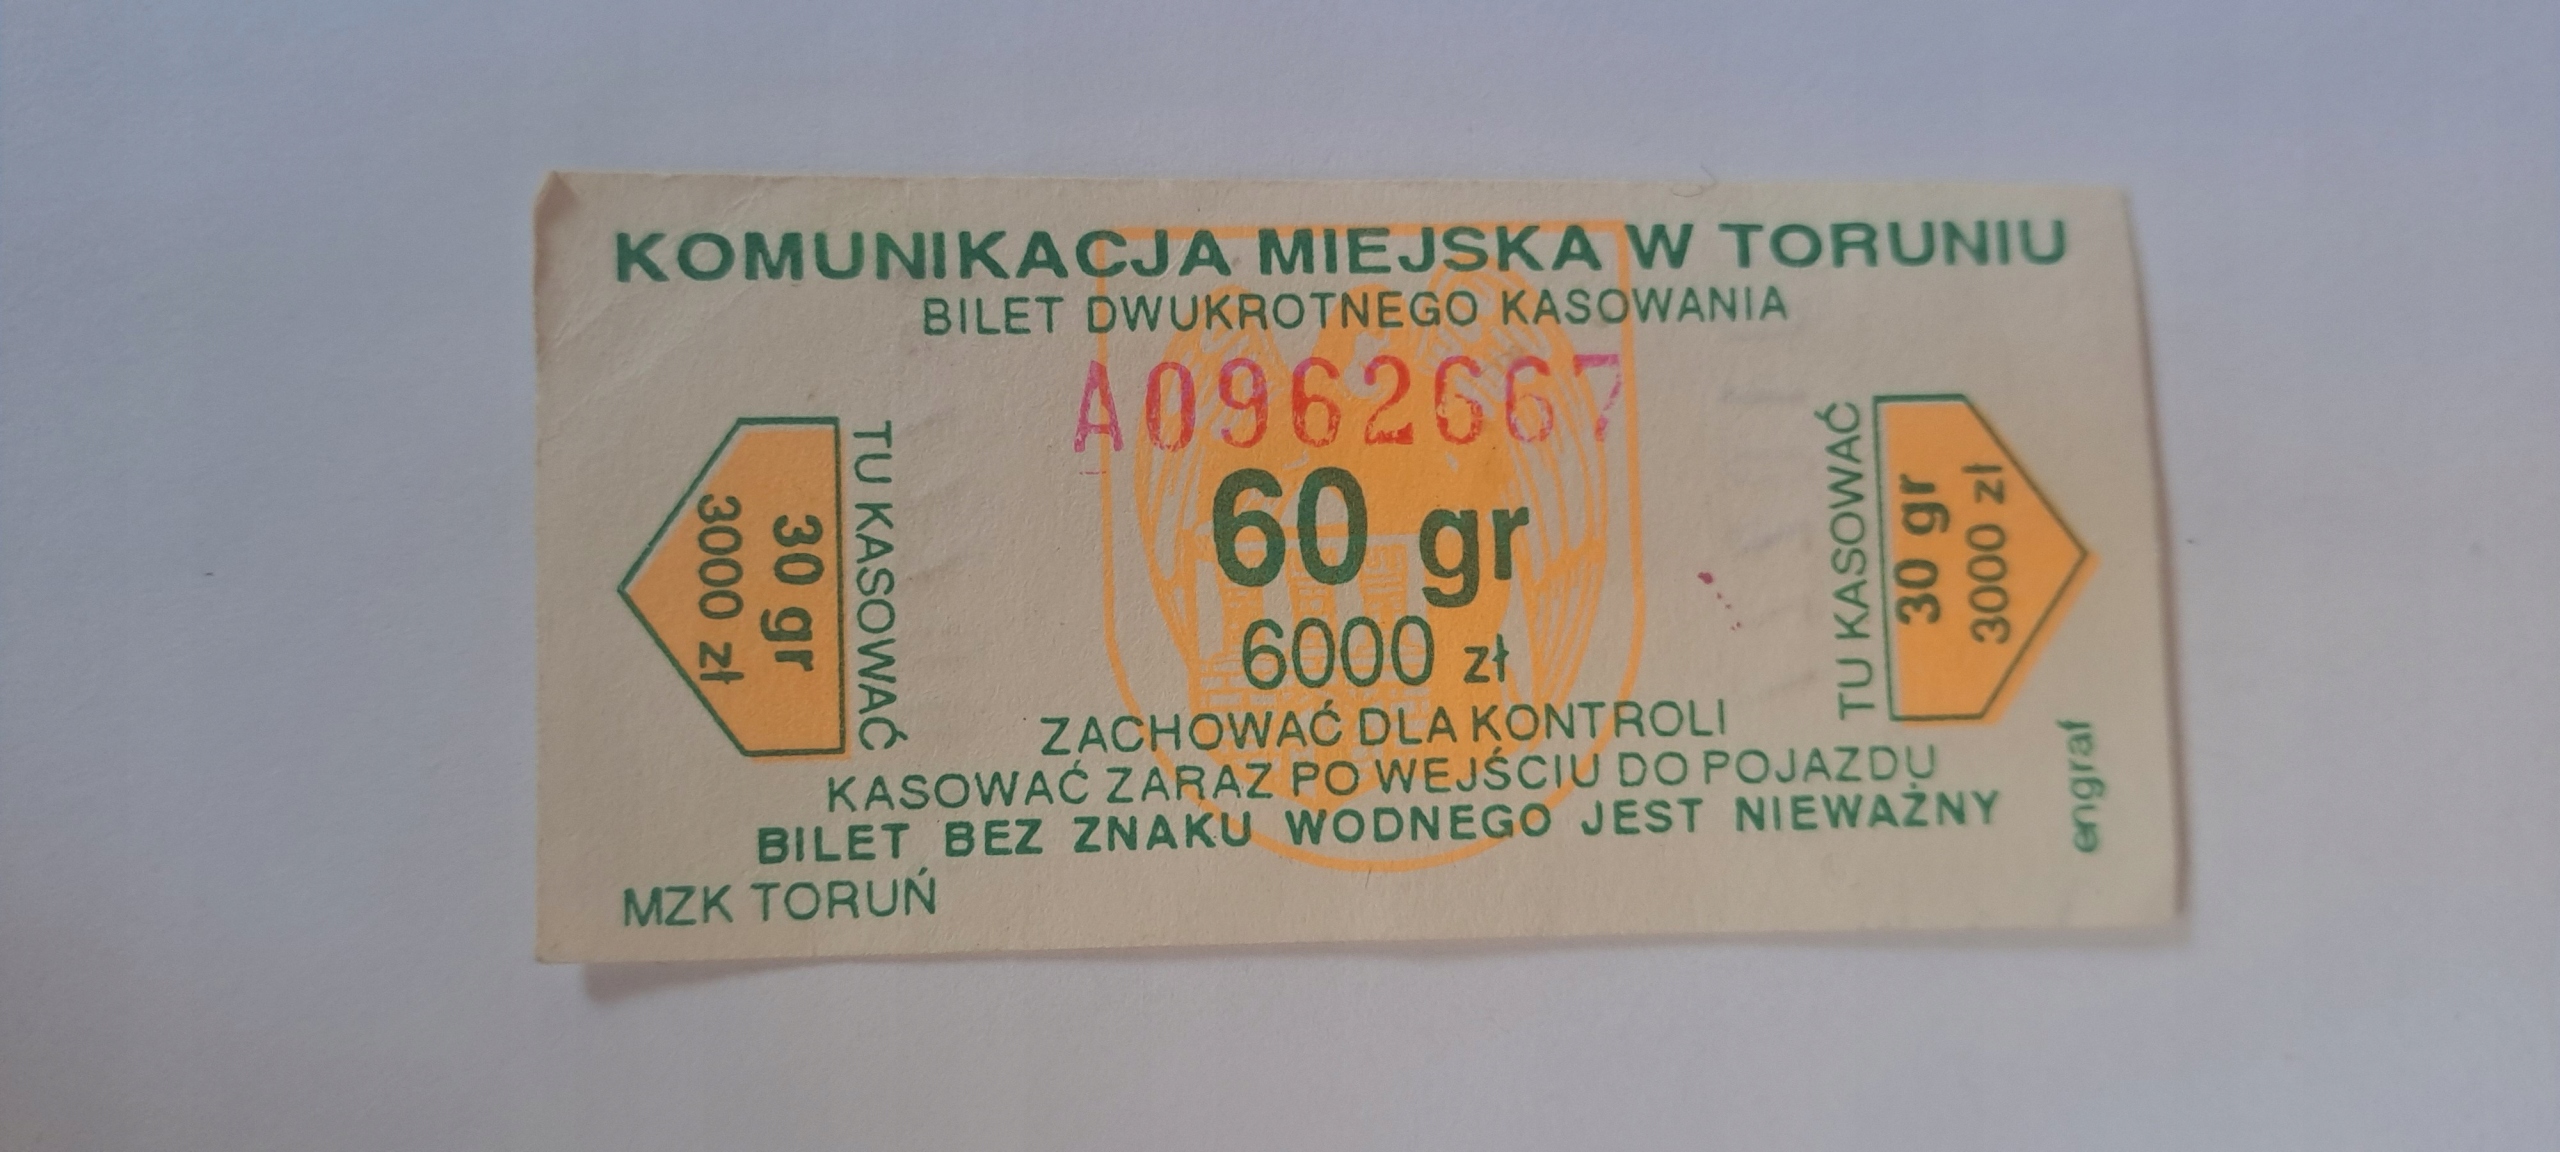 KOMUNIKACJA MIEJSKA W TORUNIU
BILET DWUKROTNEGO KASOWANIA
A0962667
60 gr
6000 zł
TU KASOWAĆ
30 gr
3000 zł
TU KASOWAĆ
30 gr
3000 zł
ZACHOWAĆ DLA KONTROLI
KASOWAĆ ZARAZ PO WEJŚCIU DO POJAZDU
BILET BEZ ZNAKU WODNEGO JEST NIEWAŻNY
MZK TORUŃ
engraf